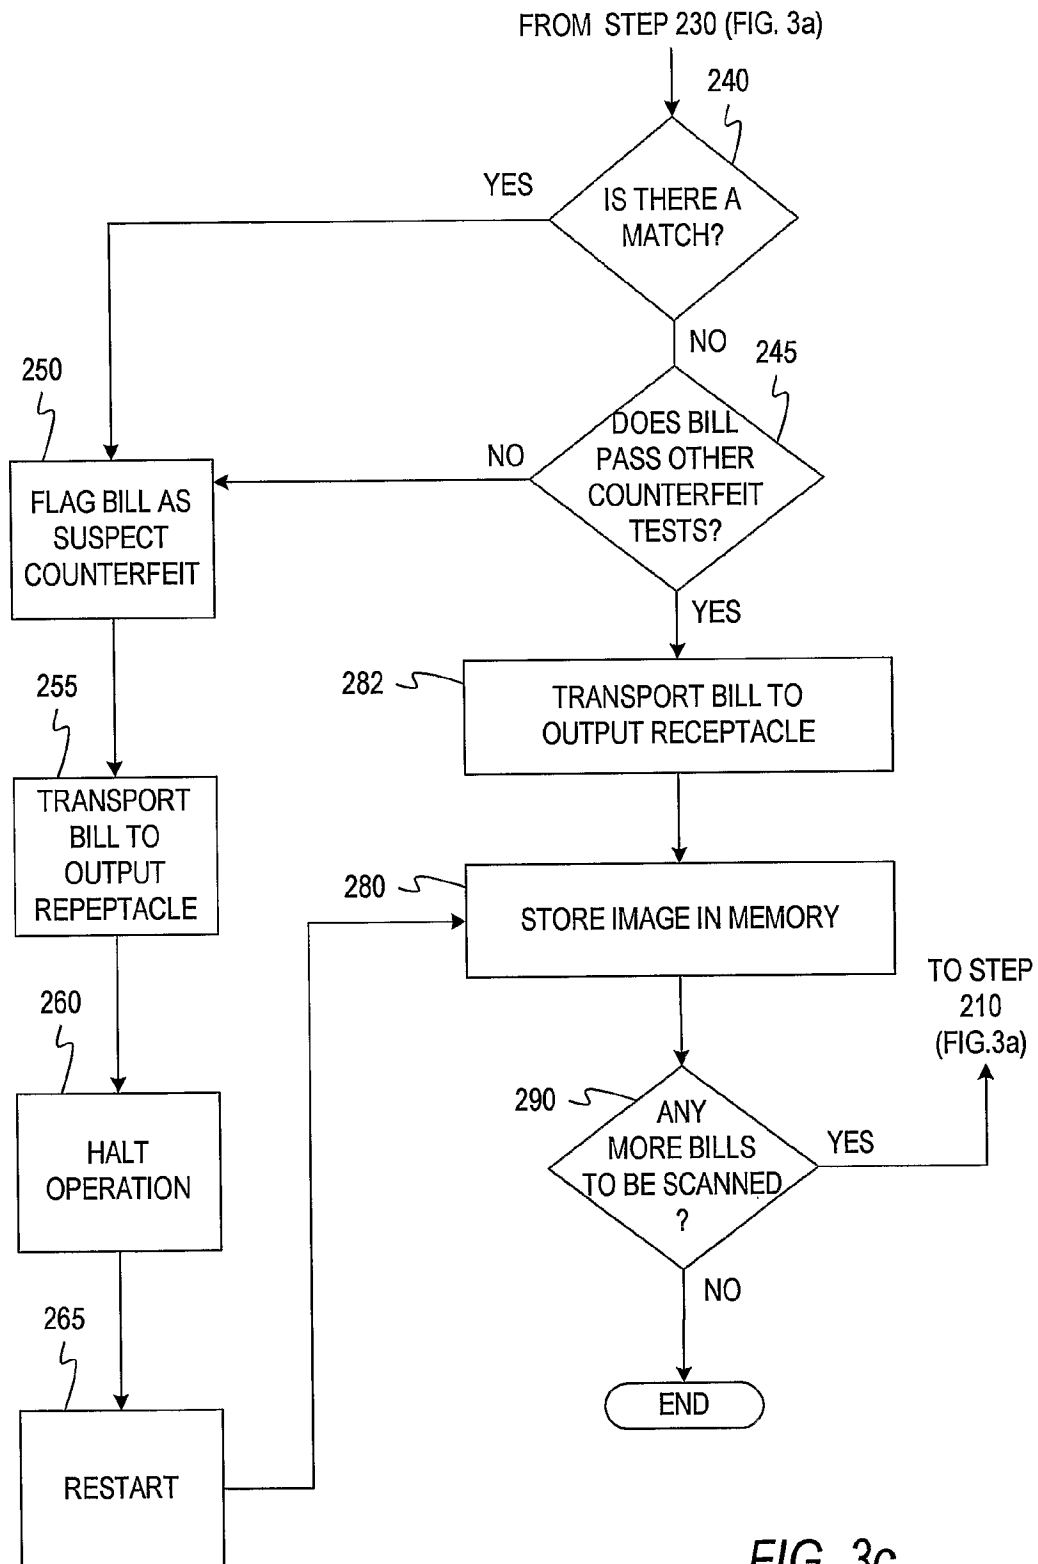 FROM STEP 230 (FIG. 3a)
240
IS THERE A
MATCH?
YES
NO
245
DOES BILL
PASS OTHER
COUNTERFEIT
TESTS?
NO
YES
250
FLAG BILL AS
SUSPECT
COUNTERFEIT
255
TRANSPORT
BILL TO
OUTPUT
REPEPTACLE
260
HALT
OPERATION
265
RESTART
282
TRANSPORT BILL TO
OUTPUT RECEPTACLE
280
STORE IMAGE IN MEMORY
290
ANY
MORE BILLS
TO BE SCANNED
?
YES
TO STEP
210
(FIG.3a)
NO
END
FIG. 3c